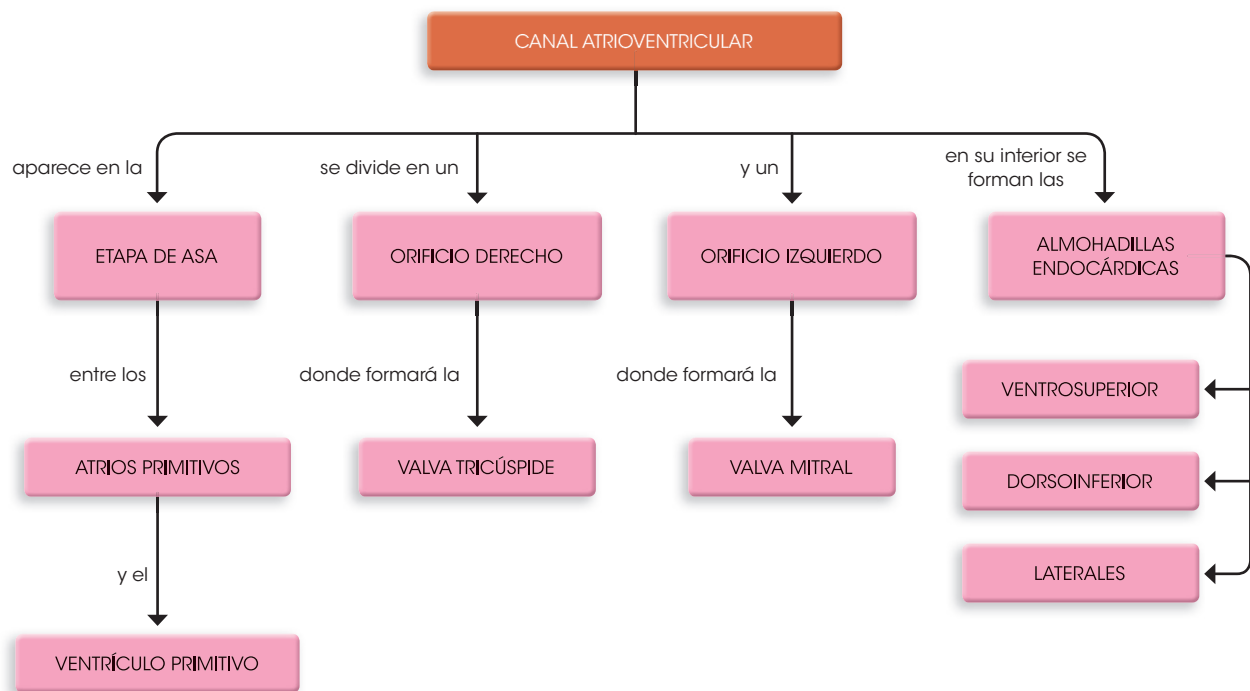 CANAL ATRIOVENTRICULAR
aparece en la
se divide en un
y un
en su interior se
forman las
ETAPA DE ASA
ORIFICIO DERECHO
ORIFICIO IZQUIERDO
ALMOHADILLAS
ENDOCÁRDICAS
entre los
donde formará la
donde formará la
VENTROSUPERIOR
ATRIOS PRIMITIVOS
VALVA TRICÚSPIDE
VALVA MITRAL
DORSOINFERIOR
y el
LATERALES
VENTRÍCULO PRIMITIVO